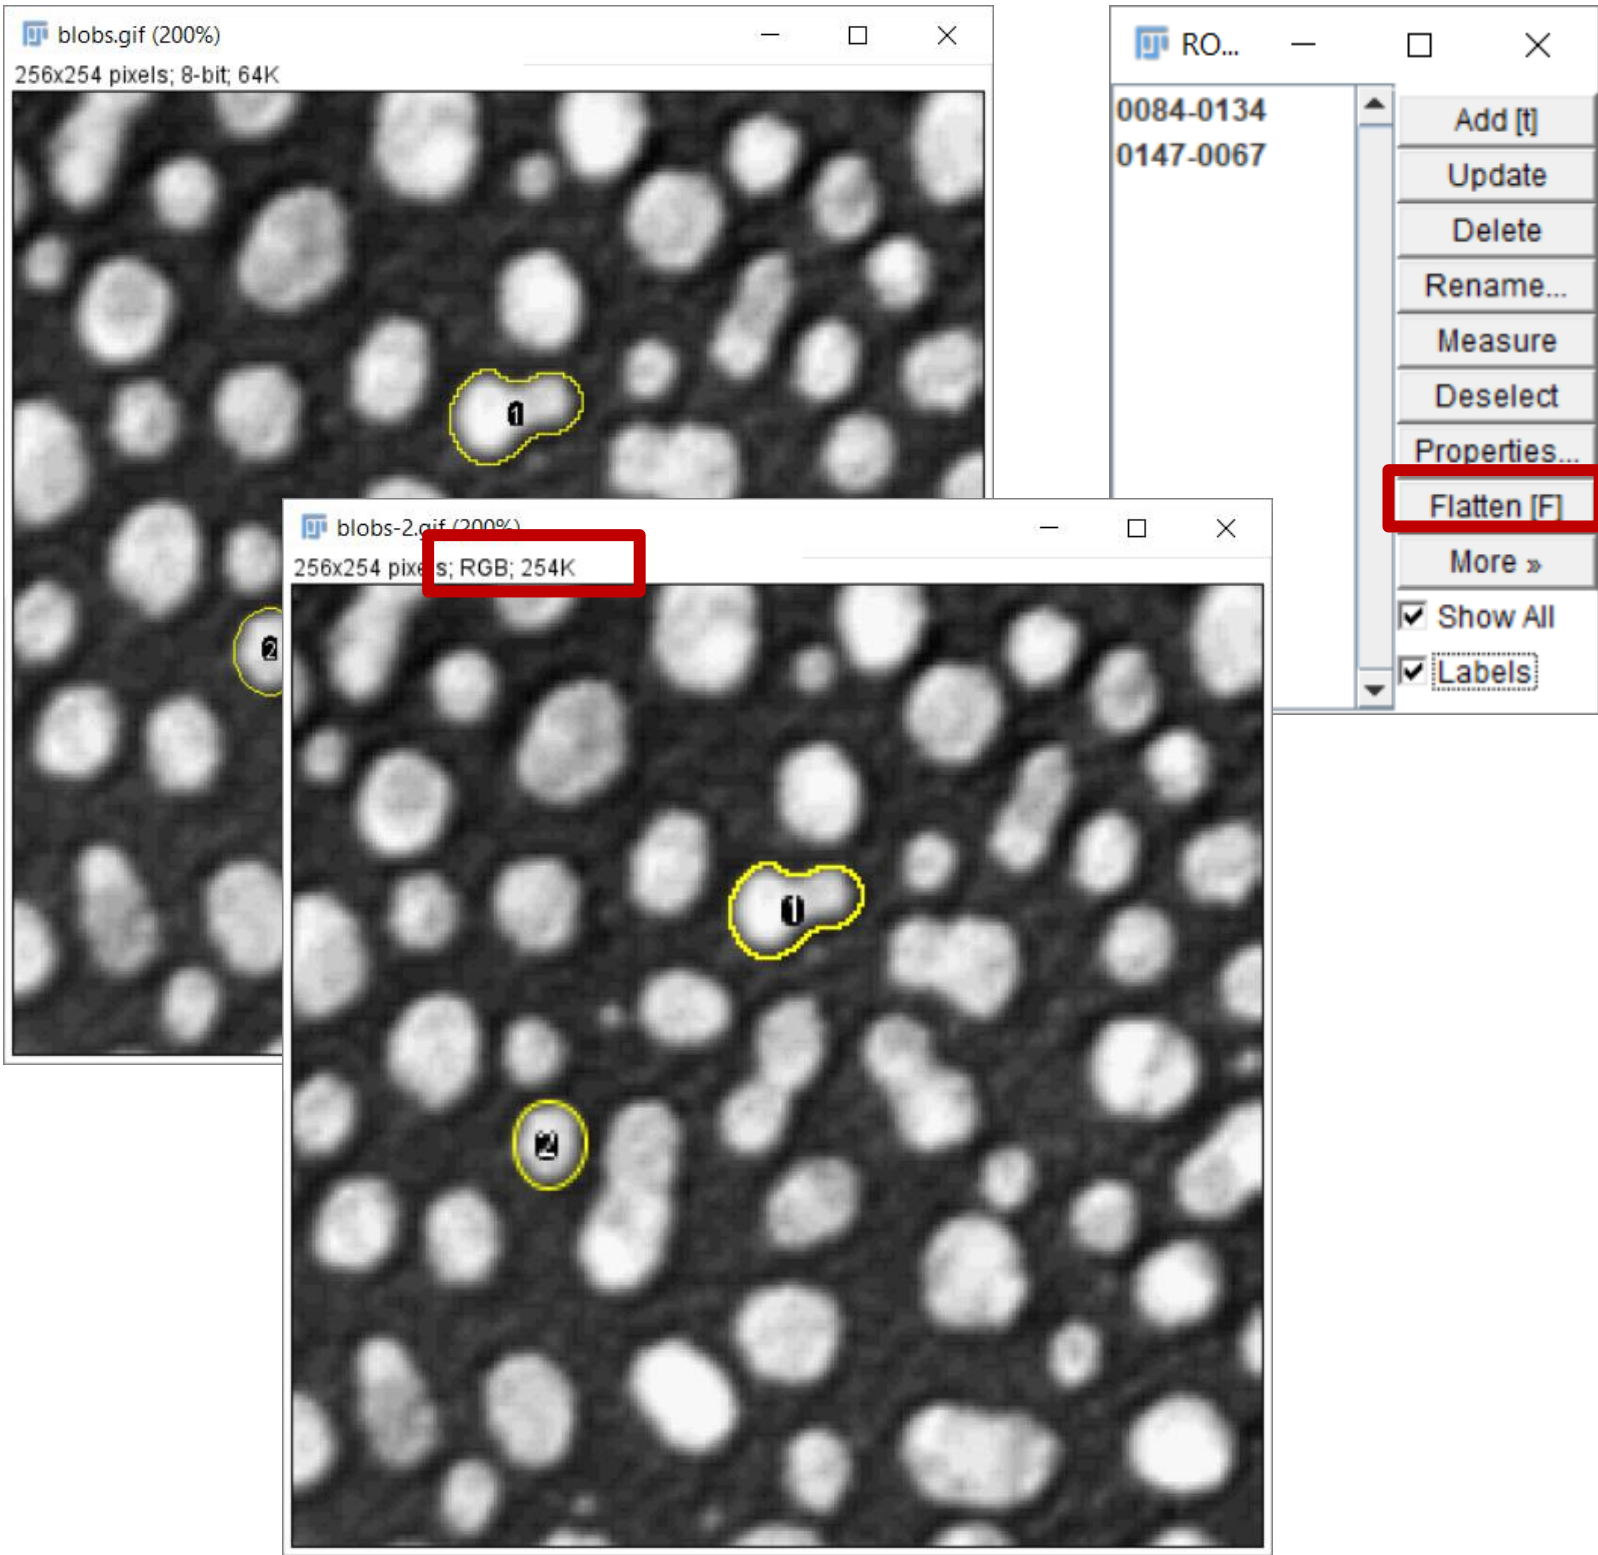 blobs.gif (200%)
256x254 pixels; 8-bit; 64K
1
2
blobs-2.gif (200%)
256x254 pixels; RGB; 254K
1
2
RO...
0084-0134
0147-0067
Add [t]
Update
Delete
Rename...
Measure
Deselect
Properties...
Flatten [F]
More »
Show All
Labels